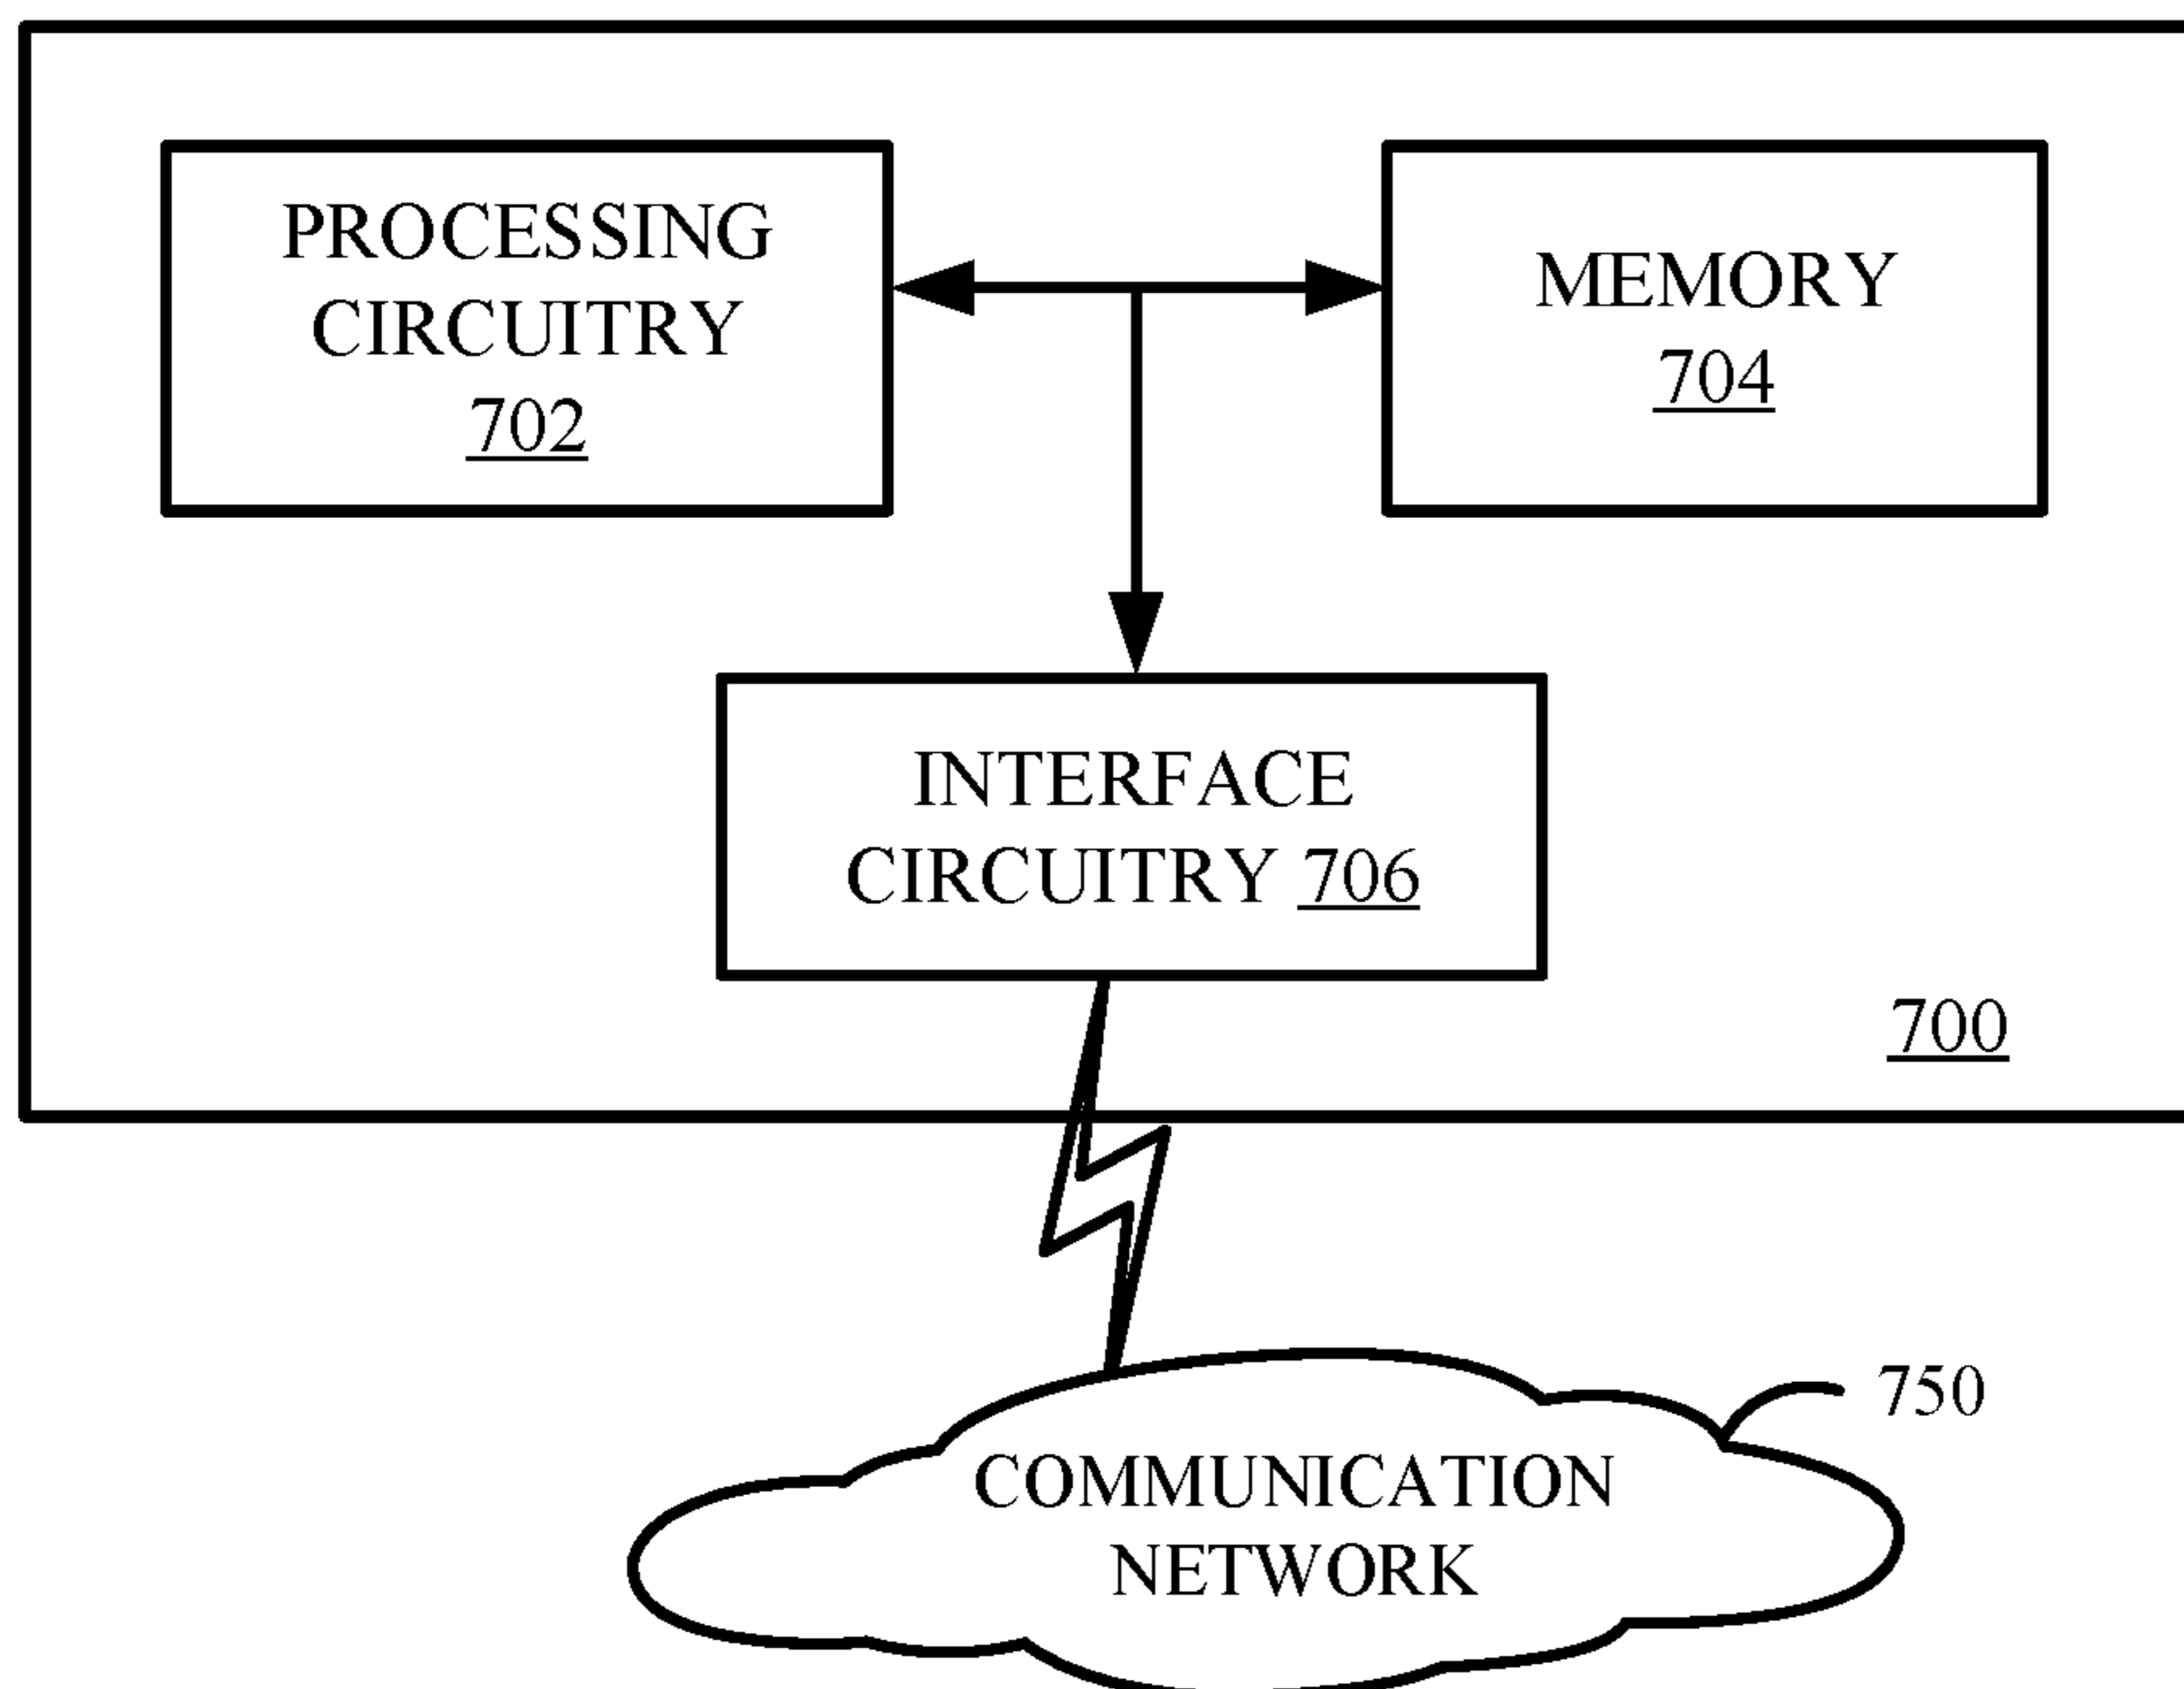 PROCESSING
CIRCUITRY
702
MEMORY
704
INTERFACE
CIRCUITRY 706
700
750
COMMUNICATION
NETWORK